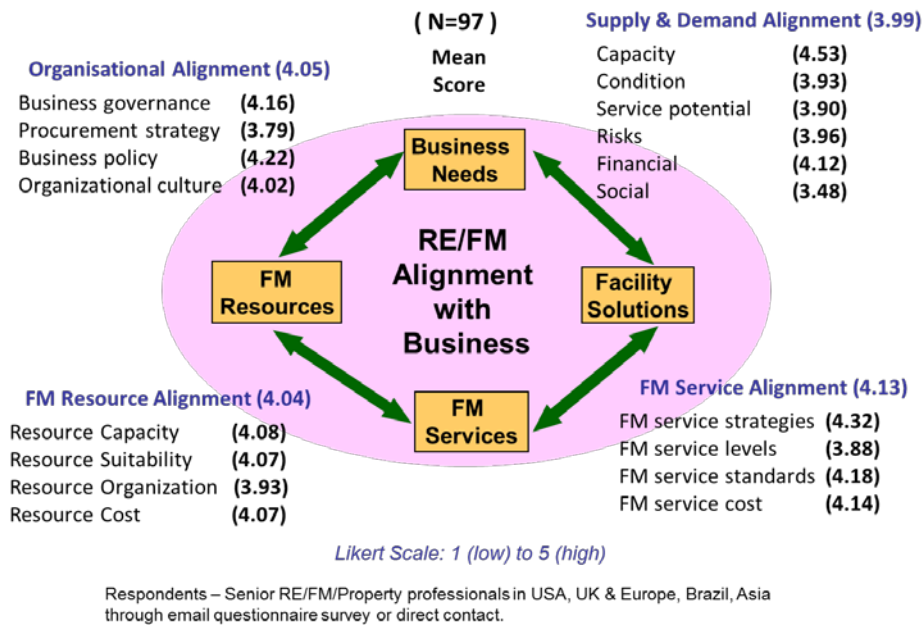 ( N=97 )
Mean
Score
Organisational Alignment (4.05)
Business governance (4.16)
Procurement strategy (3.79)
Business policy (4.22)
Organizational culture (4.02)
Supply & Demand Alignment (3.99)
Capacity (4.53)
Condition (3.93)
Service potential (3.90)
Risks (3.96)
Financial (4.12)
Social (3.48)
Business
Needs
RE/FM
Alignment
with
Business
FM
Resources
Facility
Solutions
FM
Services
FM Resource Alignment (4.04)
Resource Capacity (4.08)
Resource Suitability (4.07)
Resource Organization (3.93)
Resource Cost (4.07)
FM Service Alignment (4.13)
FM service strategies (4.32)
FM service levels (3.88)
FM service standards (4.18)
FM service cost (4.14)
Likert Scale: 1 (low) to 5 (high)
Respondents – Senior RE/FM/Property professionals in USA, UK & Europe, Brazil, Asia
through email questionnaire survey or direct contact.